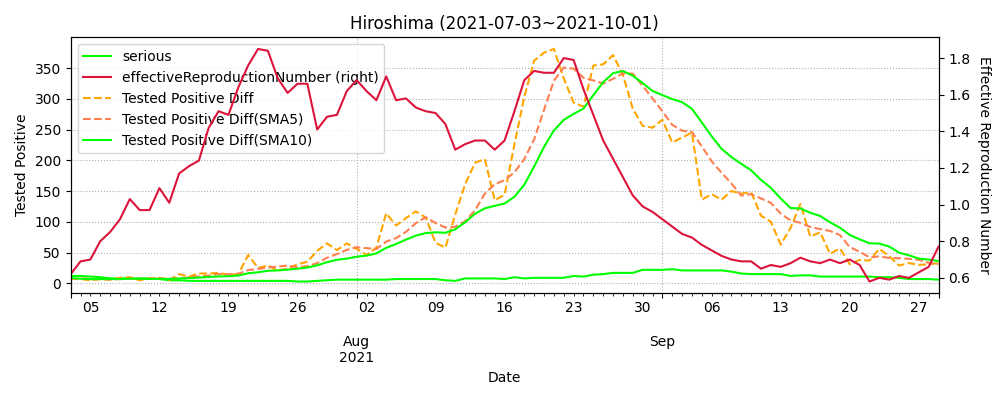 Hiroshima (2021-07-03~2021-10-01)
serious
effectiveReproductionNumber (right)
Tested Positive Diff
Tested Positive Diff(SMA5)
Tested Positive Diff(SMA10)
Tested Positive
350
300
250
200
150
100
50
0
Effective Reproduction Number
1.8
1.6
1.4
1.2
1.0
0.8
0.6
05 12 19 26 02 09 16 23 30 06 13 20 27
Aug Sep
2021
Date